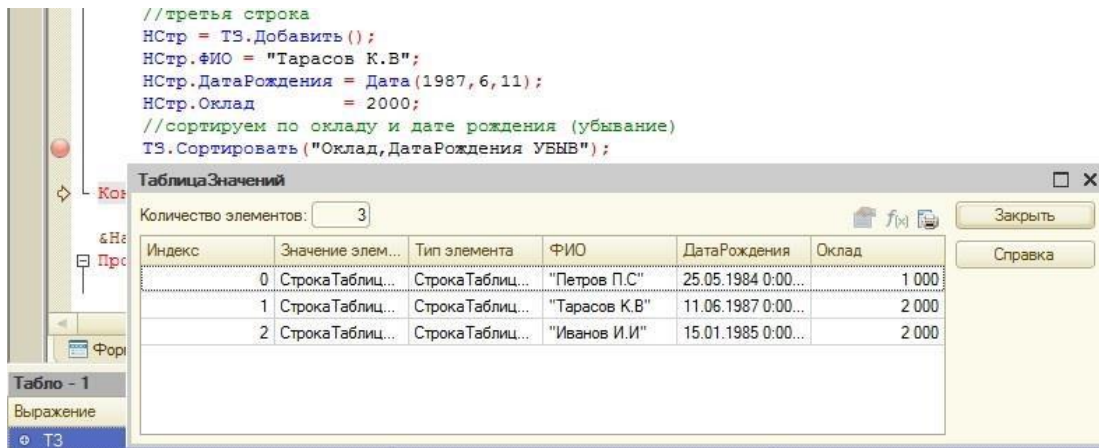 //третья строка
НСтр = ТЗ.Добавить();
НСтр.ФИО = "Тарасов К.В";
НСтр.ДатаРождения = Дата(1987,6,11);
НСтр.Оклад = 2000;
//сортируем по окладу и дате рождения (убывание)
ТЗ.Сортировать("Оклад,ДатаРождения УБЫВ");
ТаблицаЗначений
Количество элементов: 3
Закрыть
Справка
Индекс Значение элем... Тип элемента ФИО ДатаРождения Оклад
0 СтрокаТаблиц... СтрокаТаблиц... "Петров П.С" 25.05.1984 0:00... 1 000
1 СтрокаТаблиц... СтрокаТаблиц... "Тарасов К.В" 11.06.1987 0:00... 2 000
2 СтрокаТаблиц... СтрокаТаблиц... "Иванов И.И" 15.01.1985 0:00... 2 000
Табло - 1
Выражение
ТЗ